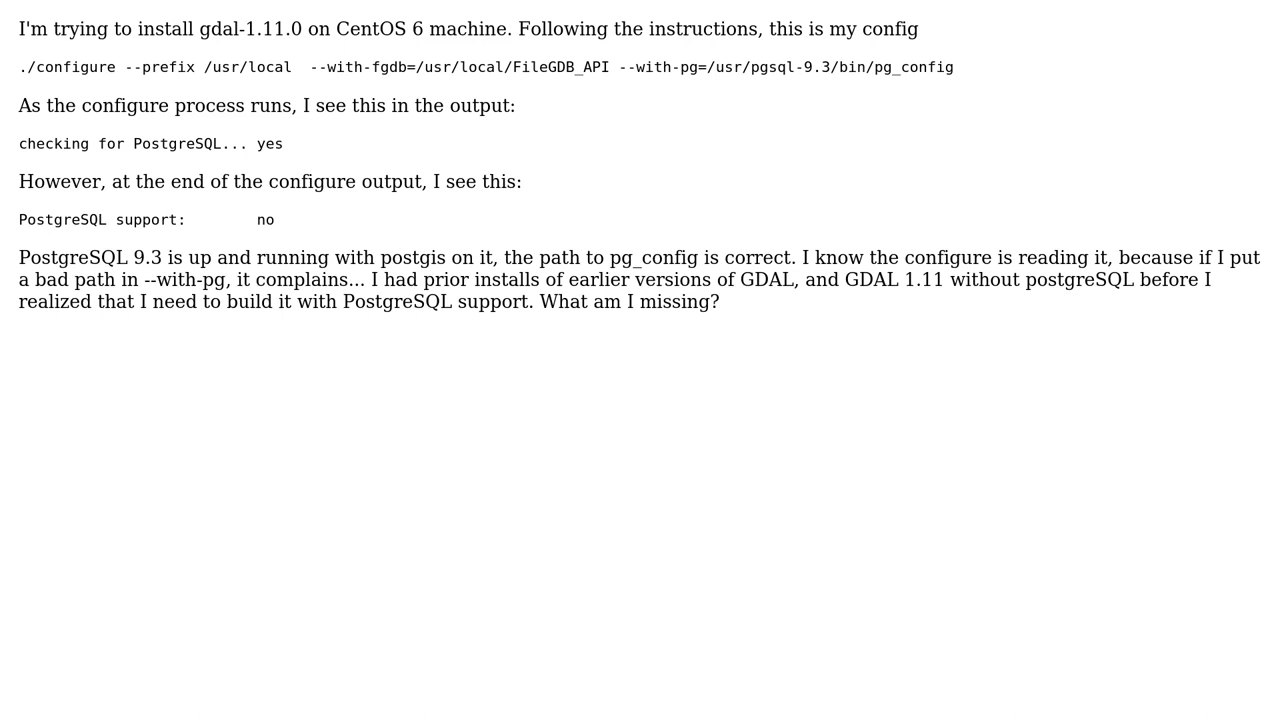 I'm trying to install gdal-1.11.0 on CentOS 6 machine. Following the instructions, this is my config
./configure --prefix /usr/local  --with-fgdb=/usr/local/FileGDB_API --with-pg=/usr/pgsql-9.3/bin/pg_config
As the configure process runs, I see this in the output:
checking for PostgreSQL... yes
However, at the end of the configure output, I see this:
PostgreSQL support:        no
PostgreSQL 9.3 is up and running with postgis on it, the path to pg_config is correct. I know the configure is reading it, because if I put
a bad path in --with-pg, it complains... I had prior installs of earlier versions of GDAL, and GDAL 1.11 without postgreSQL before I
realized that I need to build it with PostgreSQL support. What am I missing?